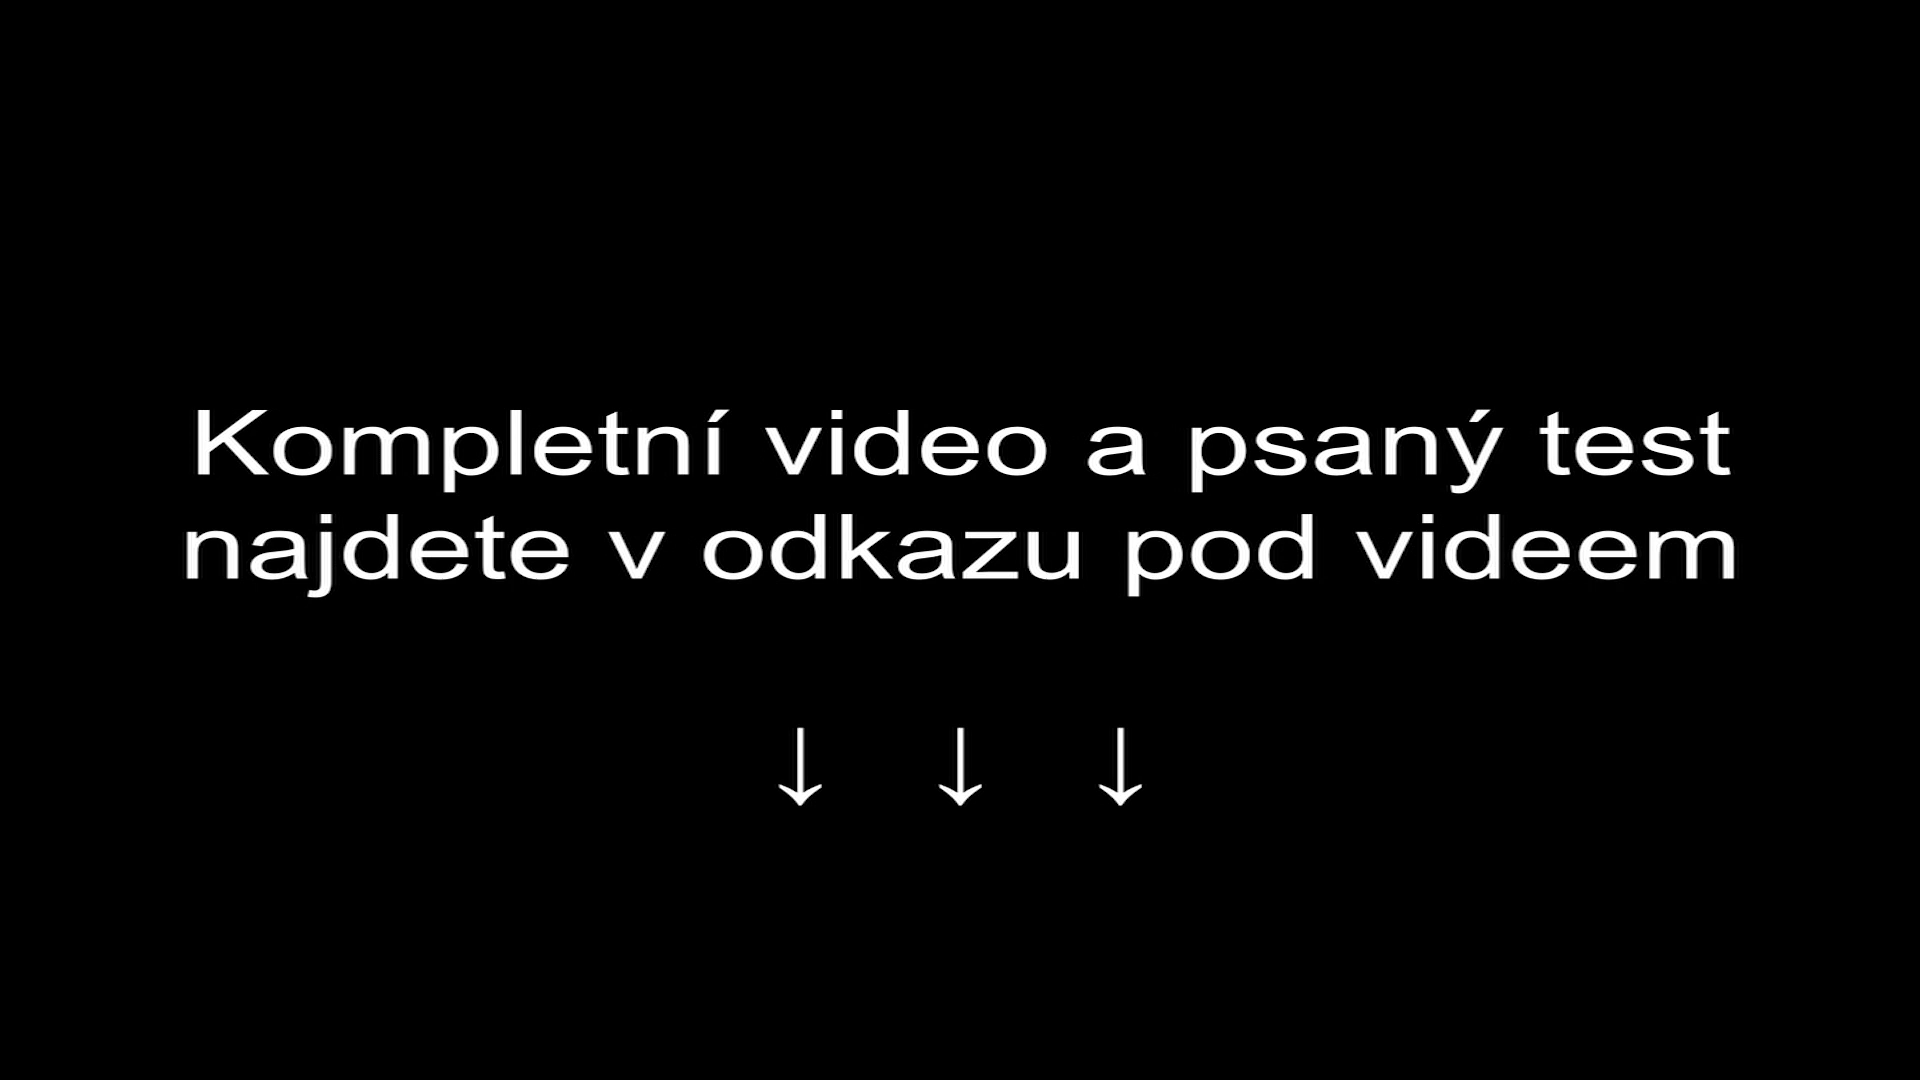 Kompletní video a psaný test
najdete v odkazu pod videem
↓ ↓ ↓